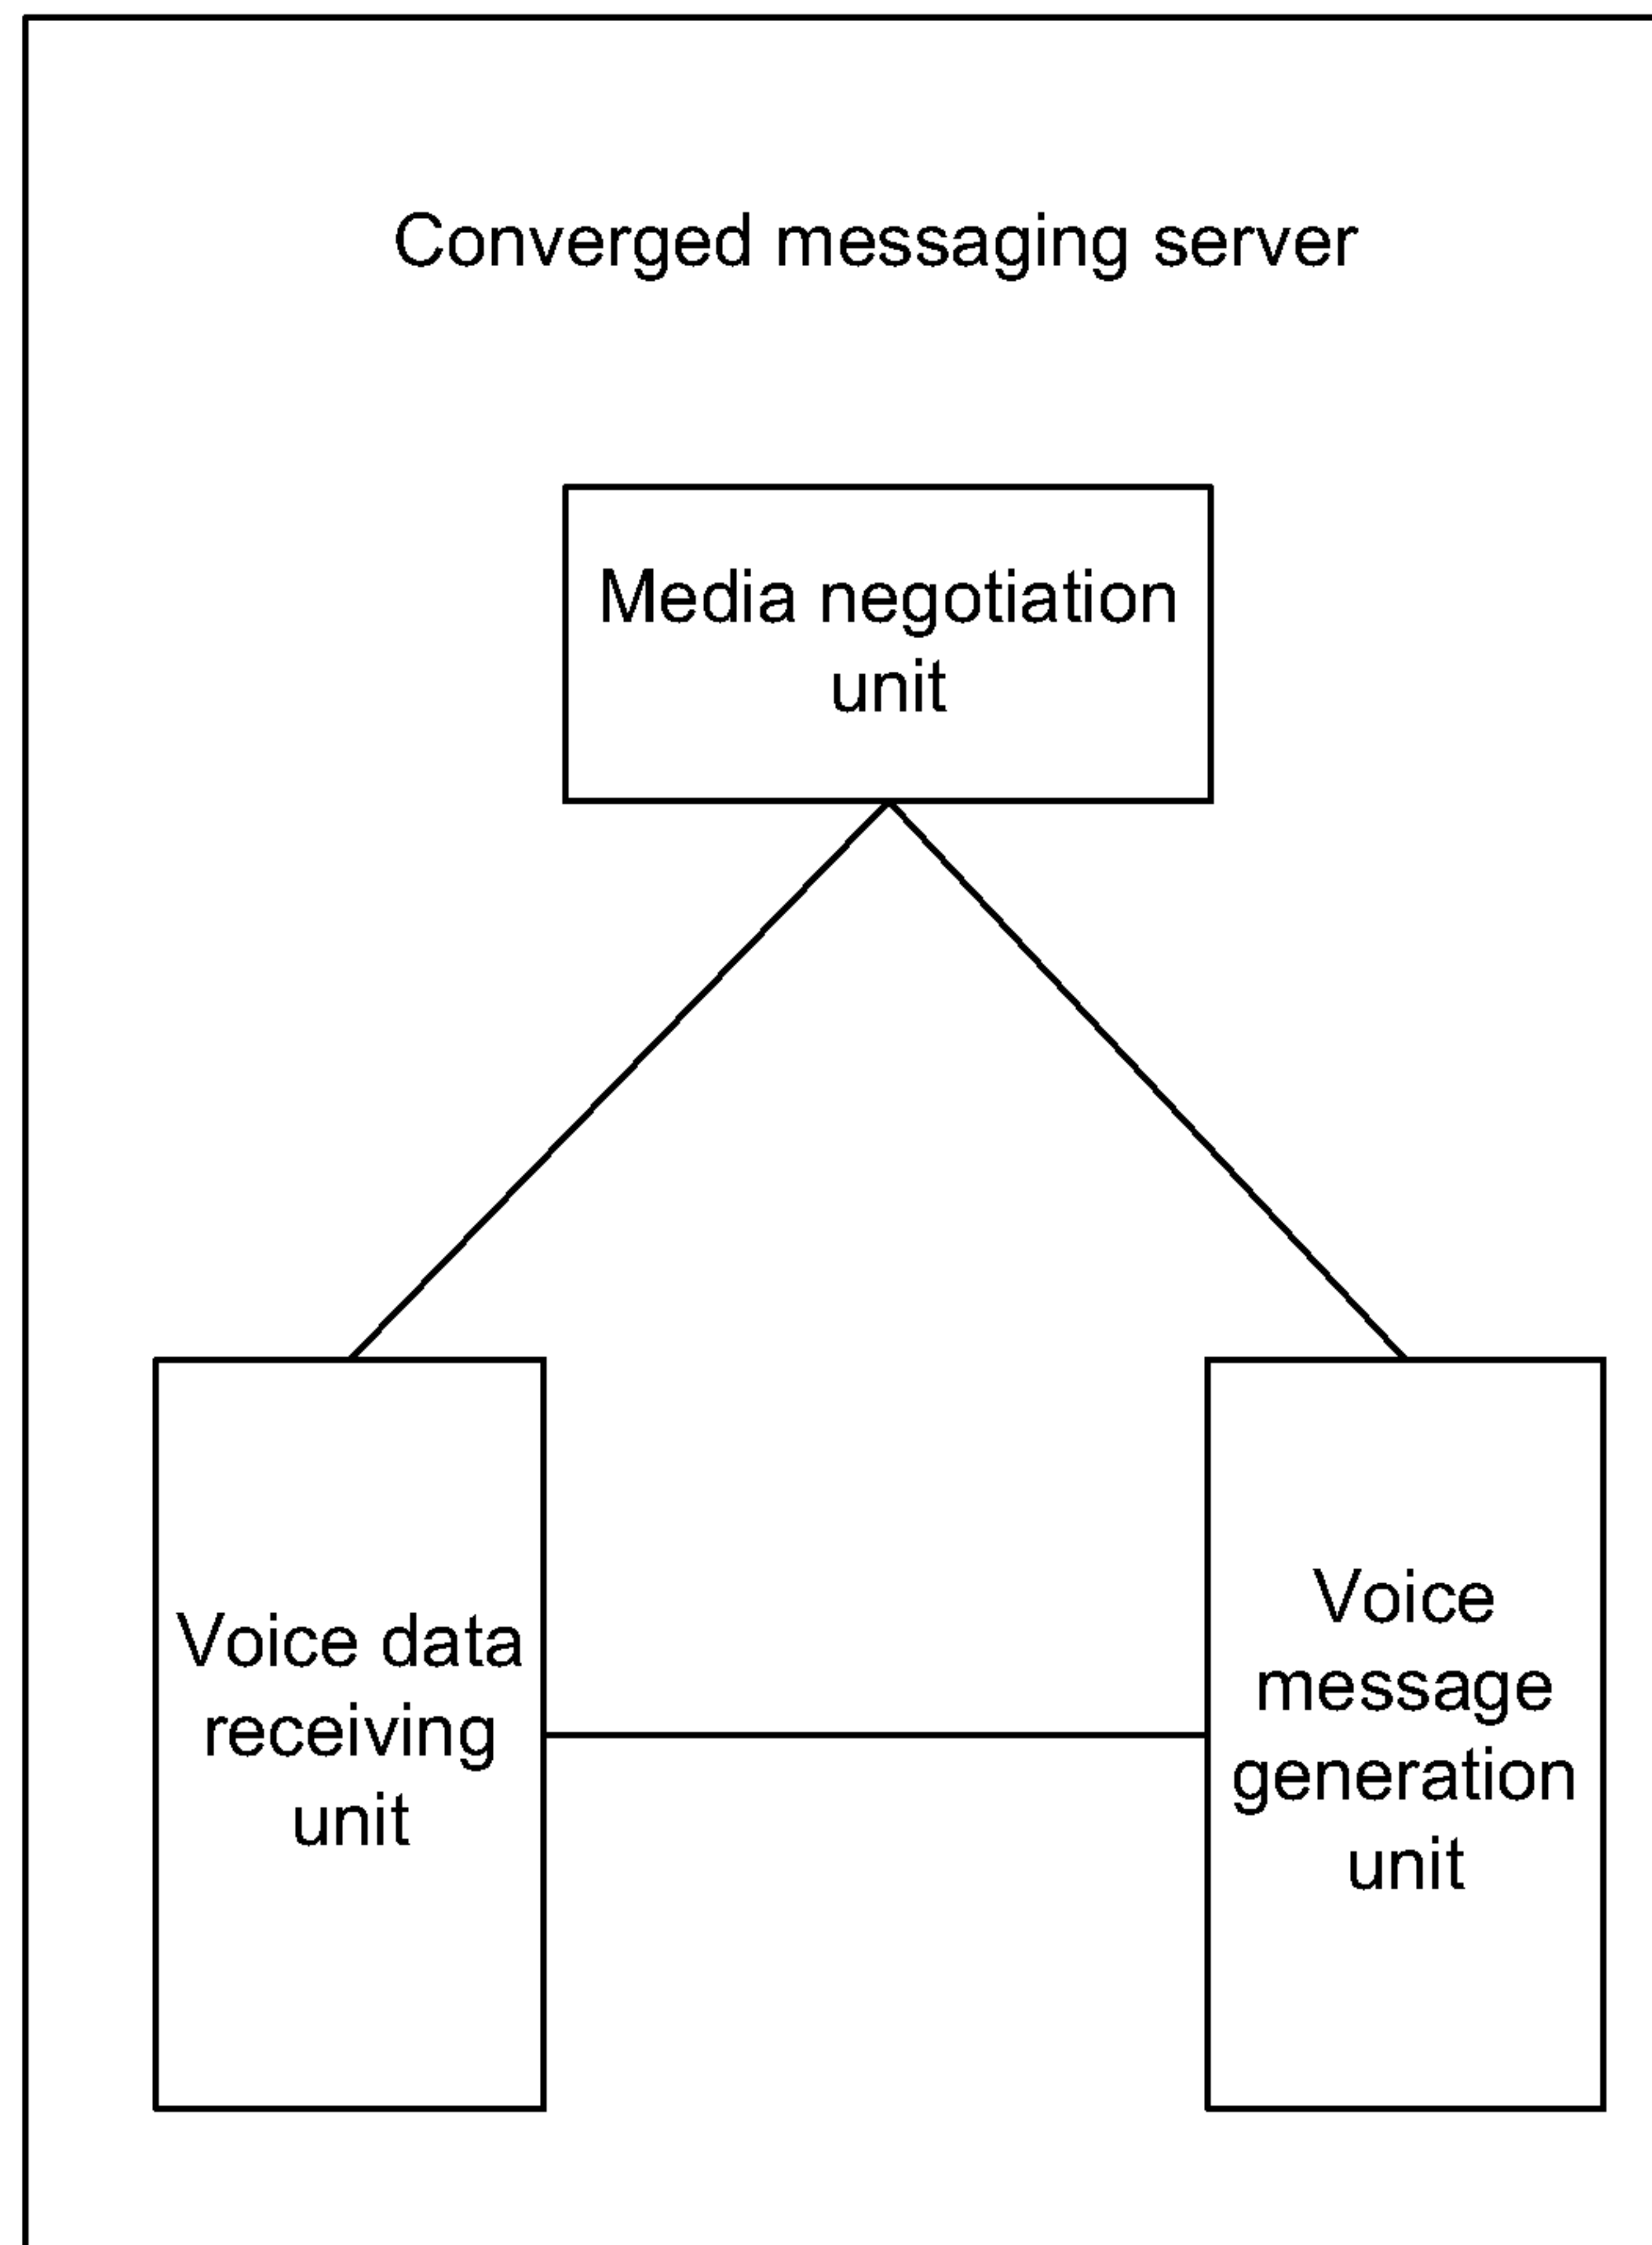 Converged messaging server
Media negotiation
unit
Voice data
receiving
unit
Voice
message
generation
unit